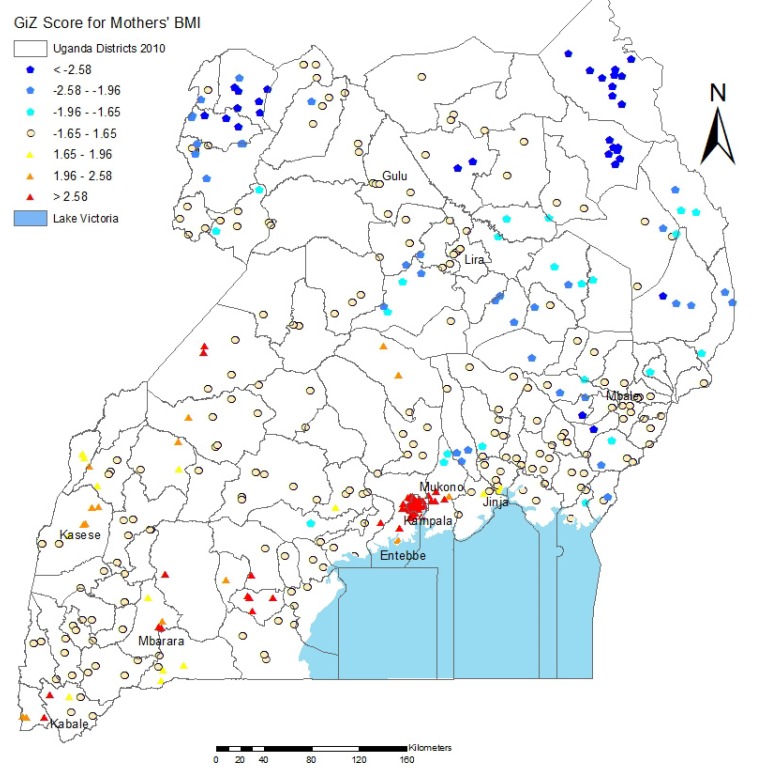 GiZ Score for Mothers' BMI
Uganda Districts 2010
< -2.58
-2.58 - -1.96
-1.96 - -1.65
-1.65 - 1.65
1.65 - 1.96
1.96 - 2.58
> 2.58
Lake Victoria
N
Gulu
Lira
Mbale
Mukono
Jinja
Kampala
Kasese
Entebbe
Mbarara
Kabale
0 20 40 80 120 160 Kilometers